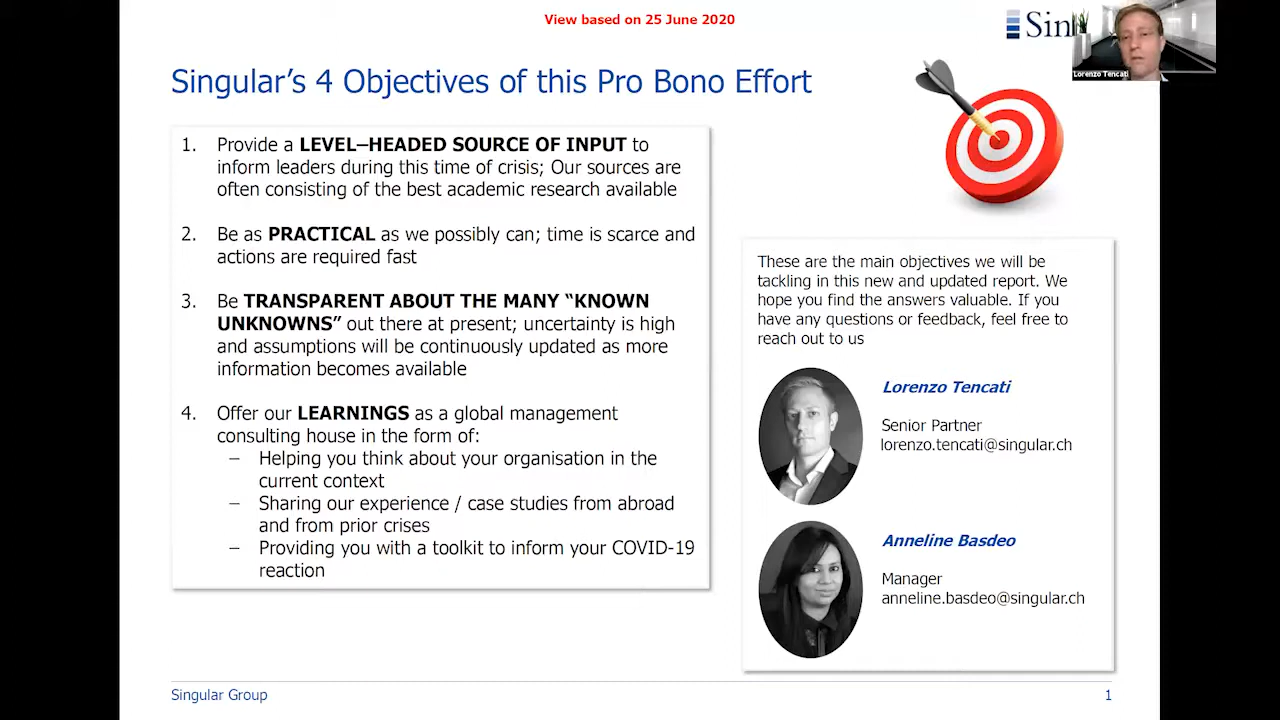 View based on 25 June 2020
Sin
Lorenzo Tencati
Singular's 4 Objectives of this Pro Bono Effort
1. Provide a LEVEL–HEADED SOURCE OF INPUT to
inform leaders during this time of crisis; Our sources are
often consisting of the best academic research available
2. Be as PRACTICAL as we possibly can; time is scarce and
actions are required fast
3. Be TRANSPARENT ABOUT THE MANY “KNOWN
UNKNOWNS” out there at present; uncertainty is high
and assumptions will be continuously updated as more
information becomes available
4. Offer our LEARNINGS as a global management
consulting house in the form of:
– Helping you think about your organisation in the
current context
– Sharing our experience / case studies from abroad
and from prior crises
– Providing you with a toolkit to inform your COVID-19
reaction
These are the main objectives we will be
tackling in this new and updated report. We
hope you find the answers valuable. If you
have any questions or feedback, feel free to
reach out to us
Lorenzo Tencati
Senior Partner
lorenzo.tencati@singular.ch
Anneline Basdeo
Manager
anneline.basdeo@singular.ch
Singular Group
1